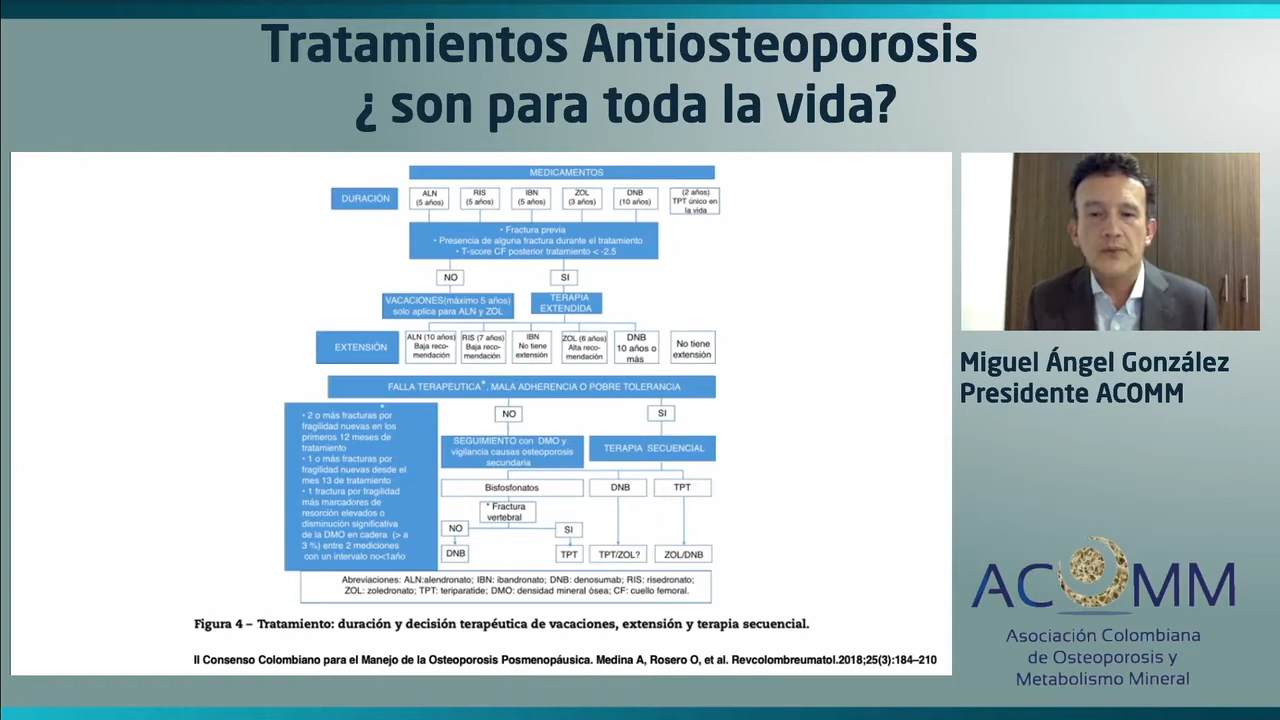 Tratamientos Antiosteoporosis
¿ son para toda la vida?
MEDICAMENTOS
DURACIÓN
ALN
(5 años)
RIS
(5 años)
IBN
(5 años)
ZOL
(3 años)
DNB
(10 años)
(2 años)
TPT único en
la vida
• Fractura previa
• Presencia de alguna fractura durante el tratamiento
• T-score CF posterior tratamiento < -2.5
NO
SI
VACACIONES(máximo 5 años)
solo aplica para ALN y ZOL
TERAPIA
EXTENDIDA
EXTENSIÓN
ALN (10 años)
Baja reco-
mendación
RIS (7 años)
Baja reco-
mendación
IBN
No tiene
extensión
ZOL (6 años)
Alta reco-
mendación
DNB
10 años o
más
No tiene
extensión
FALLA TERAPEUTICA*, MALA ADHERENCIA O POBRE TOLERANCIA
*
• 2 o más fracturas por
fragilidad nuevas en los
primeros 12 meses de
tratamiento
• 1 o más fracturas por
fragilidad nuevas desde el
mes 13 de tratamiento
• 1 fractura por fragilidad
más marcadores de
resorción elevados o
disminución significativa
de la DMO en cadera (> a
3 %) entre 2 mediciones
con un intervalo no<1año
NO
SI
SEGUIMIENTO con DMO y
vigilancia causas osteoporosis
secundaria
TERAPIA SECUENCIAL
Bisfosfonatos
DNB
TPT
* Fractura
vertebral
NO
SI
DNB
TPT
TPT/ZOL?
ZOL/DNB
Abreviaciones: ALN:alendronato; IBN: ibandronato; DNB: denosumab; RIS: risedronato;
ZOL: zoledronato; TPT: teriparatide; DMO: densidad mineral ósea; CF: cuello femoral.
Figura 4 – Tratamiento: duración y decisión terapéutica de vacaciones, extensión y terapia secuencial.
II Consenso Colombiano para el Manejo de la Osteoporosis Posmenopáusica. Medina A, Rosero O, et al. Revcolombreumatol.2018;25(3):184–210
Miguel Ángel González
Presidente ACOMM
ACOMM
Asociación Colombiana
de Osteoporosis y
Metabolismo Mineral